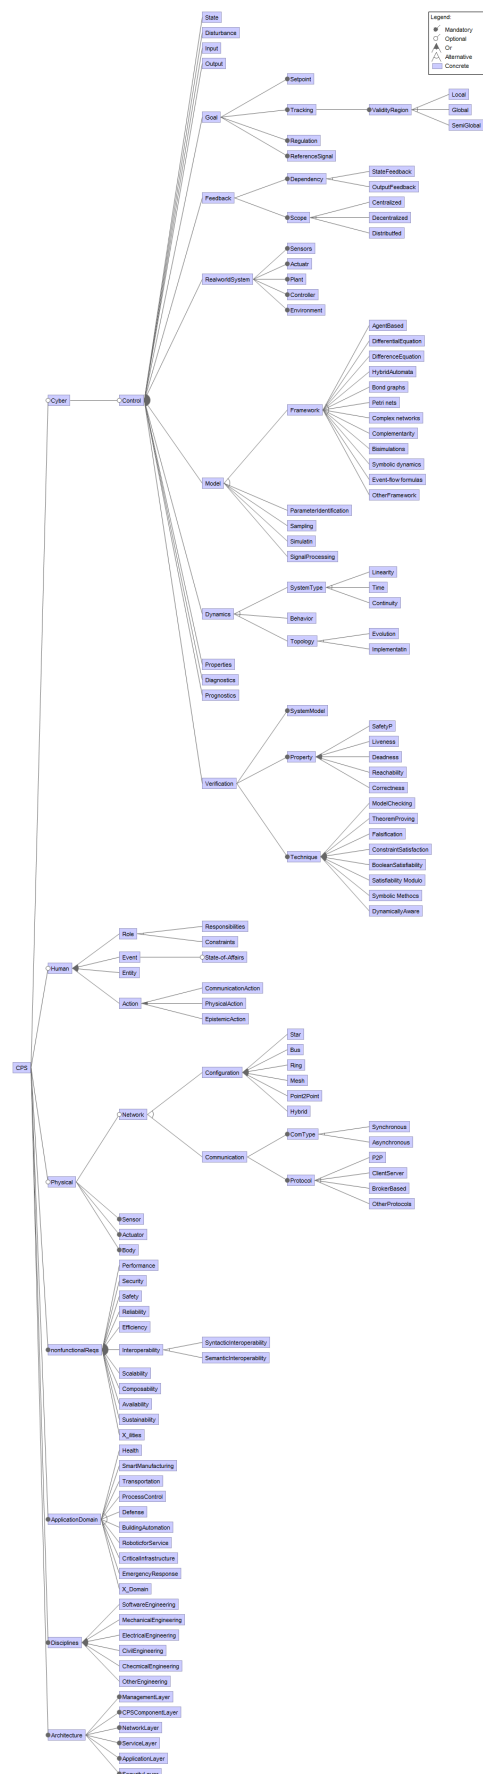 Legend:
Mandatory
Optional
Or
Alternative
Concrete
State
Disturbance
Input
Output
Setpoint
Local
Goal
Tracking
ValidityRegion
Global
SemiGlobal
Regulation
ReferenceSignal
StateFeedback
Dependency
OutputFeedback
Feedback
Centralized
Scope
Decentralized
Distributfed
Sensors
Actuatr
RealworldSystem
Plant
Controller
Environment
AgentBased
DifferentialEquation
DifferenceEquation
HybridAutomata
Bond graphs
Cyber
Control
Framework
Petri nets
Complex networks
Complementarity
Bisimulations
Symbolic dynamics
Event-flow formulas
OtherFramework
Model
ParameterIdentification
Sampling
Simulatin
SignalProcessing
Linearity
SystemType
Time
Continuity
Dynamics
Behavior
Evolution
Topology
Implementatin
Properties
Diagnostics
Prognostics
SystemModel
SafetyP
Liveness
Property
Deadness
Reachability
Correctness
Verification
ModelChecking
TheoremProving
Falsification
ConstraintSatisfaction
Technique
BooleanSatisfiability
Satisfiability Modulo
Symbolic Methocs
DynamicallyAware
Responsibilities
Role
Constraints
Human
Event
State-of-Affairs
Entity
CommunicationAction
Action
PhysicalAction
EpistemicAction
CPS
Star
Bus
Configuration
Ring
Mesh
Point2Point
Hybrid
Network
Synchronous
ComType
Asynchronous
Communication
P2P
Protocol
ClientServer
BrokerBased
OtherProtocols
Physical
Sensor
Actuator
Body
Performance
Security
Safety
Reliability
Efficiency
nonfunctionalReqs
Interoperability
SyntacticInteroperability
SemanticInteroperability
Scalability
Composability
Availability
Sustainability
X_ilities
Health
SmartManufacturing
Transportation
ProcessControl
ApplicationDomain
Defense
BuildingAutomation
RoboticforService
CriticalInfrastructure
EmergencyResponse
X_Domain
SoftwareEngineering
MechanicalEngineering
Disciplines
ElectricalEngineering
CivilEngineering
ChecmicalEngineering
OtherEngineering
ManagementLayer
CPSComponentLayer
NetworkLayer
Architecture
ServiceLayer
ApplicationLayer